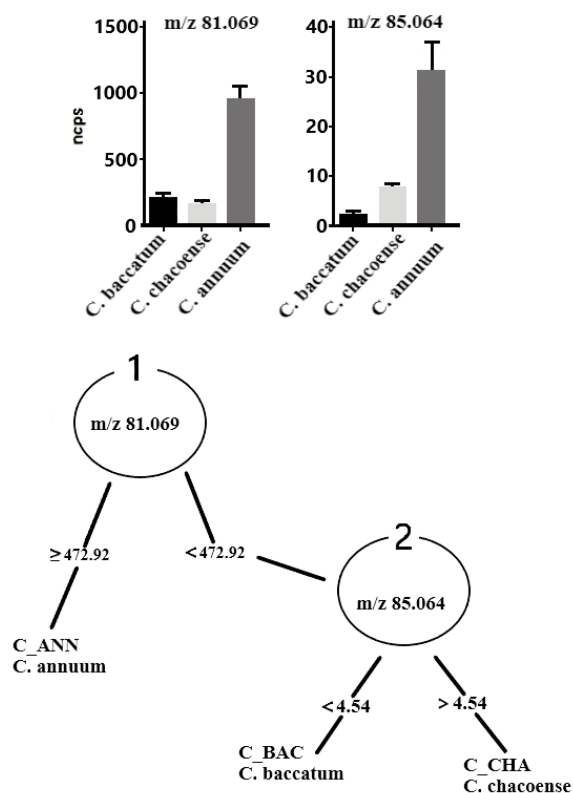 m/z 81.069
m/z 85.064
ncps
1500
1000
500
0
C. baccatum
C. chacoense
C. annuum
40
30
20
10
0
C. baccatum
C. chacoense
C. annuum
1
m/z 81.069
≥472.92
<472.92
2
m/z 85.064
C_ANN
C. annuum
<4.54
>4.54
C_BAC
C. baccatum
C_CHA
C. chacoense